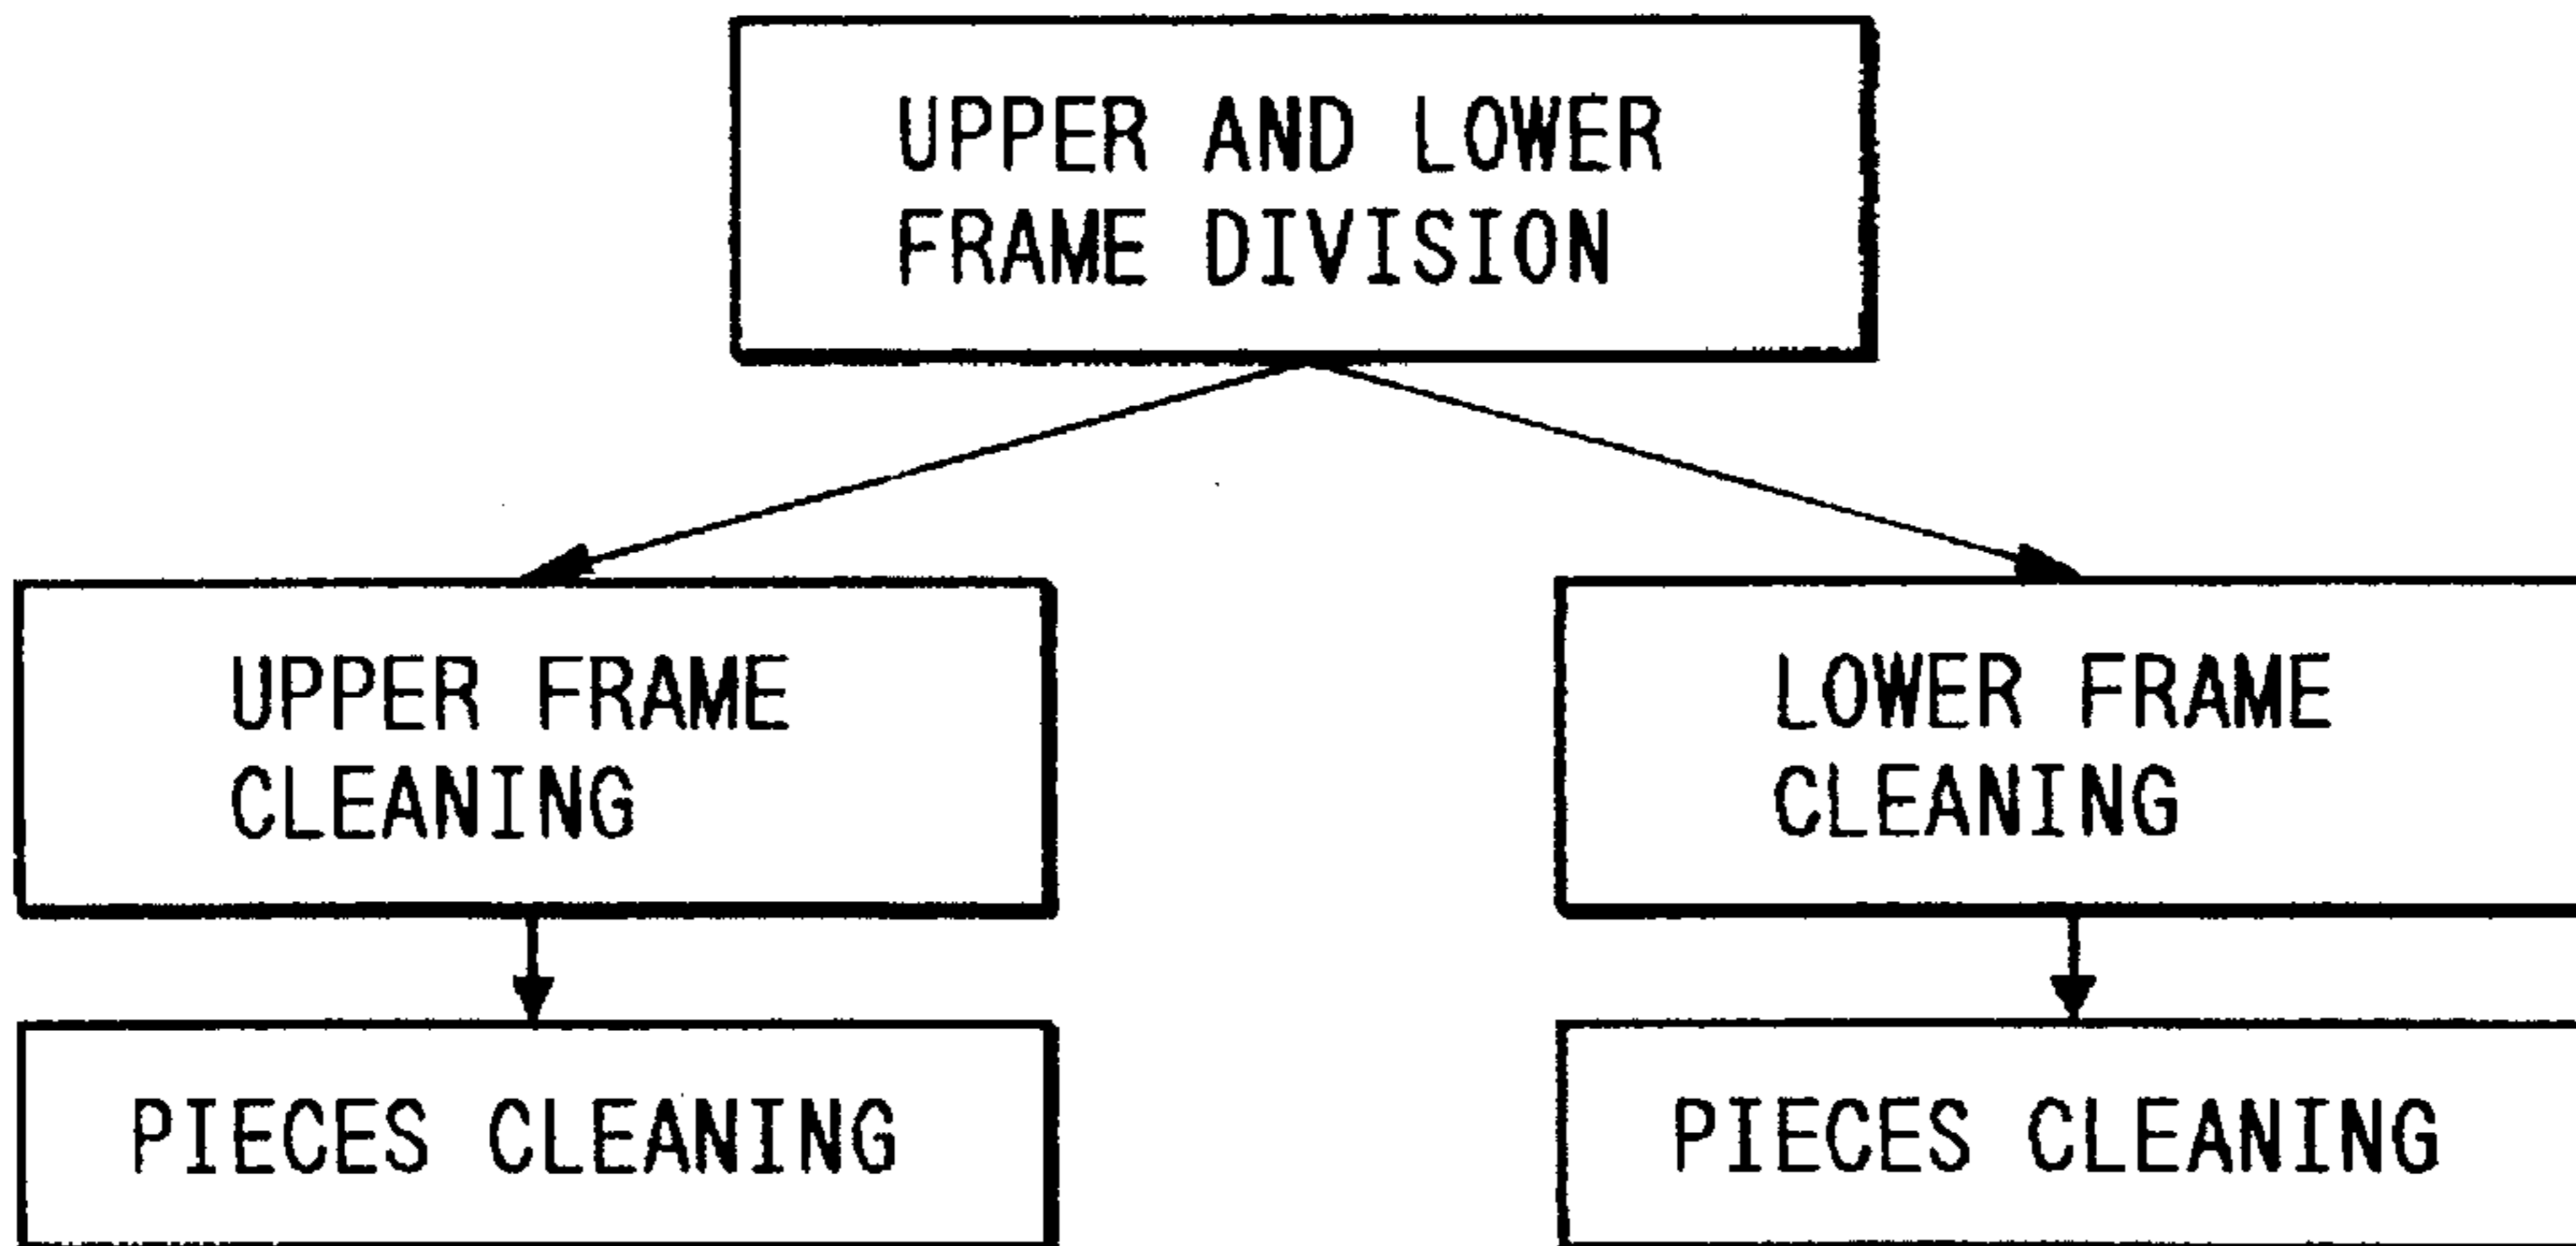 UPPER AND LOWER
FRAME DIVISION
UPPER FRAME
CLEANING
LOWER FRAME
CLEANING
PIECES CLEANING
PIECES CLEANING